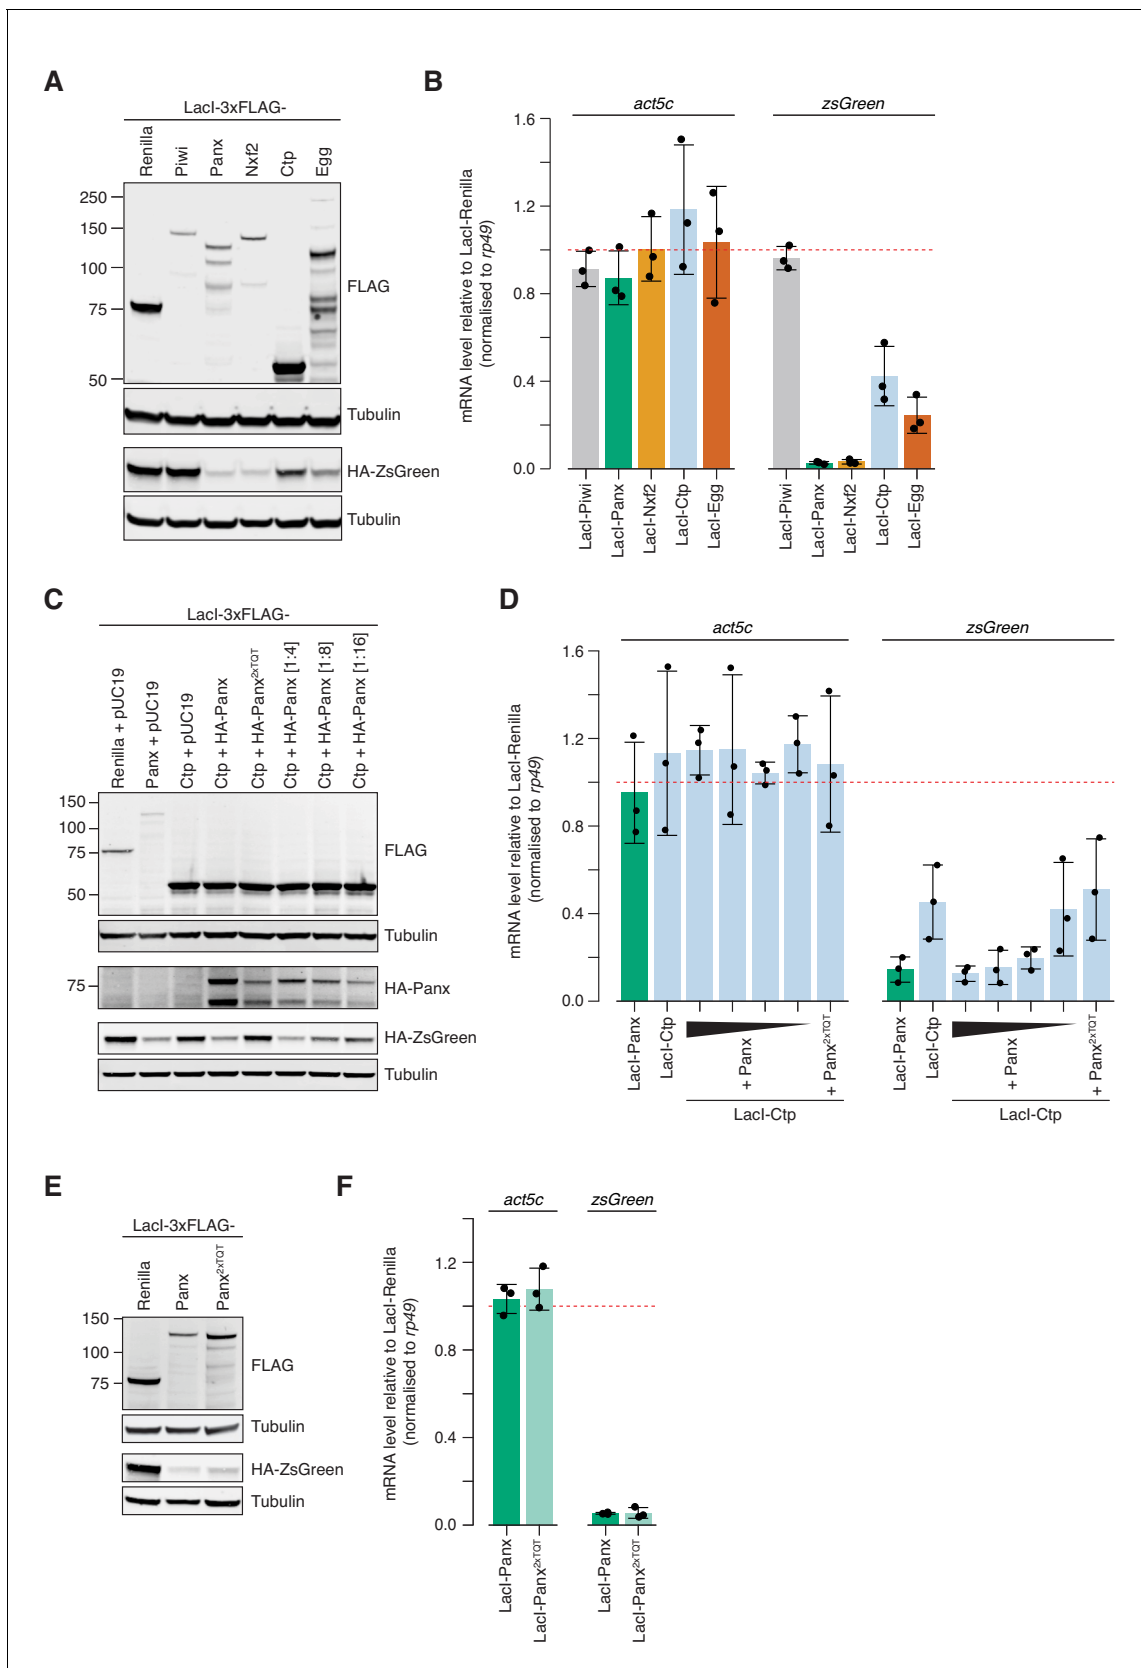 A
LacI-3xFLAG-
Renilla
Piwi
Panx
Nxf2
Ctp
Egg
250
150
100
75
50
FLAG
Tubulin
HA-ZsGreen
Tubulin
B
act5c
zsGreen
mRNA level relative to LacI-Renilla
(normalised to rp49)
1.6
1.2
0.8
0.4
0.0
LacI-Piwi
LacI-Panx
LacI-Nxf2
LacI-Ctp
LacI-Egg
LacI-Piwi
LacI-Panx
LacI-Nxf2
LacI-Ctp
LacI-Egg
C
LacI-3xFLAG-
Renilla + pUC19
Panx + pUC19
Ctp + pUC19
Ctp + HA-Panx
Ctp + HA-Panx2xTQT
Ctp + HA-Panx [1:4]
Ctp + HA-Panx [1:8]
Ctp + HA-Panx [1:16]
150
100
75
50
FLAG
Tubulin
75
HA-Panx
HA-ZsGreen
Tubulin
D
act5c
zsGreen
mRNA level relative to LacI-Renilla
(normalised to rp49)
1.6
1.2
0.8
0.4
0.0
LacI-Panx
LacI-Ctp
+ Panx
+ Panx2xTQT
LacI-Ctp
LacI-Panx
LacI-Ctp
+ Panx
+ Panx2xTQT
LacI-Ctp
E
LacI-3xFLAG-
Renilla
Panx
Panx2xTQT
150
100
75
FLAG
Tubulin
HA-ZsGreen
Tubulin
F
act5c
zsGreen
mRNA level relative to LacI-Renilla
(normalised to rp49)
1.2
0.8
0.4
0.0
LacI-Panx
LacI-Panx2xTQT
LacI-Panx
LacI-Panx2xTQT